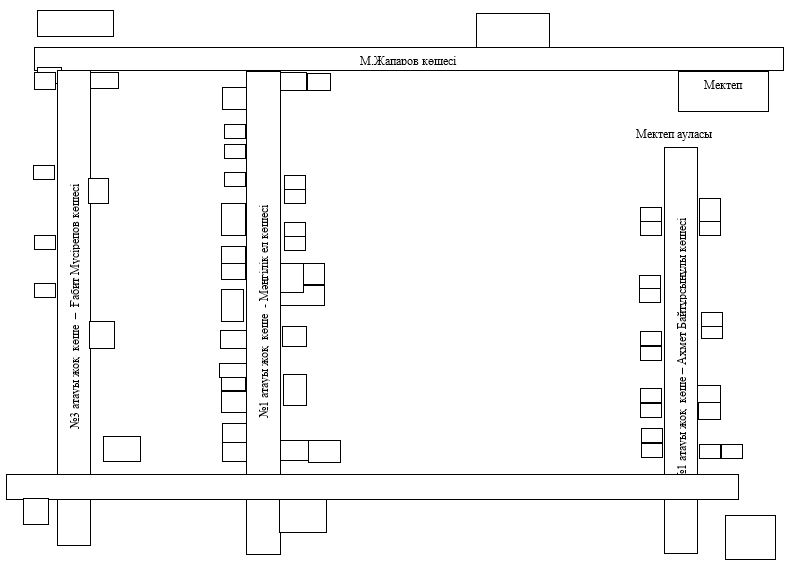 М.Жапаров көшесі
Мектеп
Мектеп ауласы
№3 атауы жоқ көше – Ғабит Мүсірепов көшесі
№1 атауы жоқ көше - Мәңгілік ел көшесі
№1 атауы жоқ көше – Ахмет Байтұрсынұлы көшесі